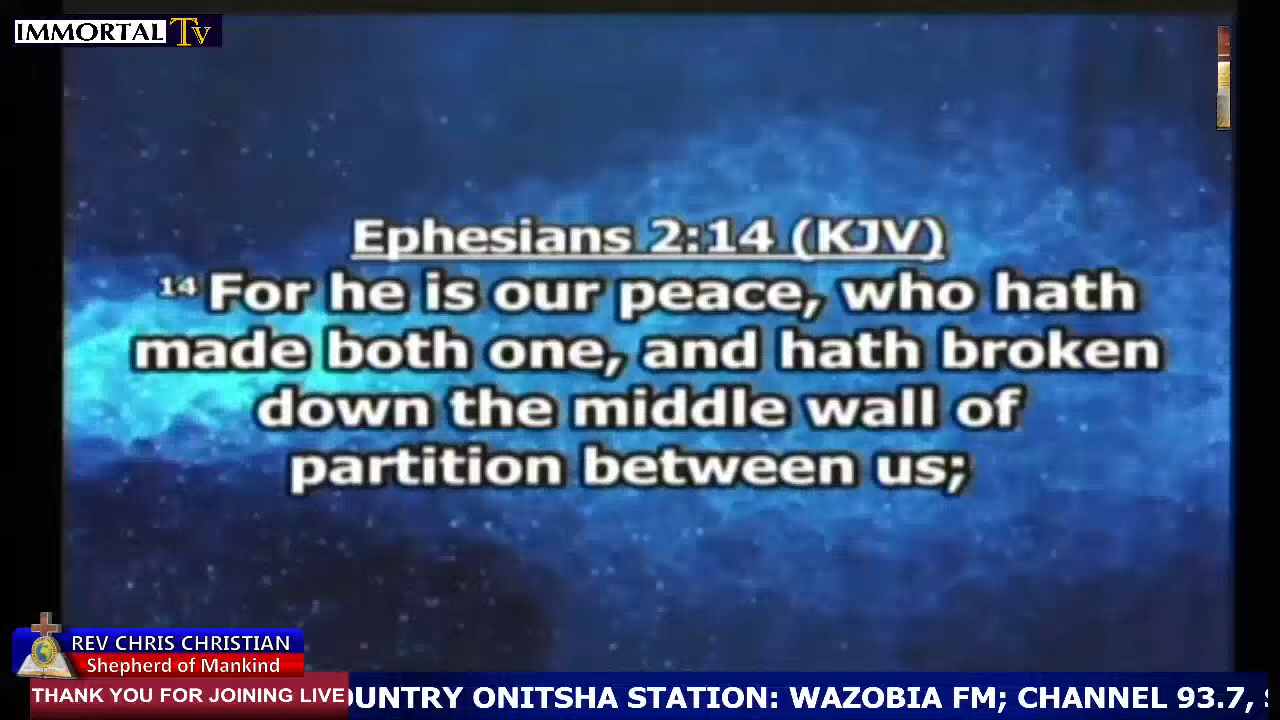 IMMORTAL Tv
Ephesians 2:14 (KJV)
14 For he is our peace, who hath
made both one, and hath broken
down the middle wall of
partition between us;
REV CHRIS CHRISTIAN
Shepherd of Mankind
THANK YOU FOR JOINING LIVE
OUNTRY ONITSHA STATION: WAZOBIA FM; CHANNEL 93.7,